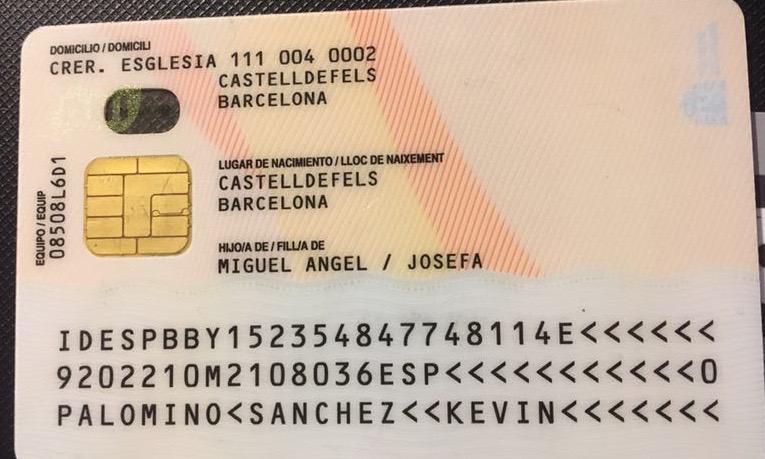 DOMICILIO / DOMICILI
CRER. ESGLESIA 111 004 0002
CASTELLDEFELS
BARCELONA
LUGAR DE NACIMIENTO / LLOC DE NAIXEMENT
CASTELLDEFELS
BARCELONA
EQUIPO / EQUIP
08508L6D1
HIJO/A DE / FILL/A DE
MIGUEL ANGEL / JOSEFA
IDESPBBY152354847748114E<<<<<<
9202210M2108036ESP<<<<<<<<<<<0
PALOMINO<SANCHEZ<<KEVIN<<<<<<<